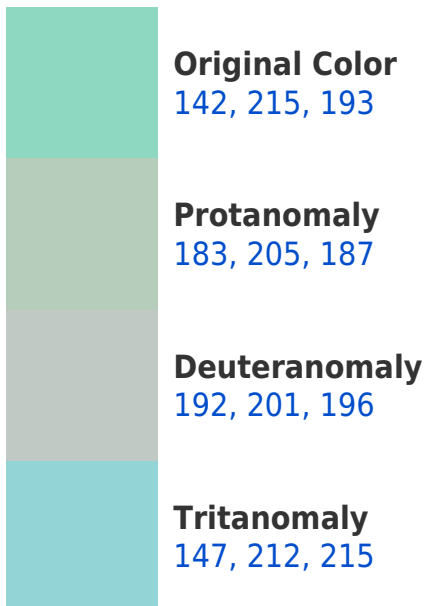 Original Color
142, 215, 193
Protanomaly
183, 205, 187
Deuteranomaly
192, 201, 196
Tritanomaly
147, 212, 215